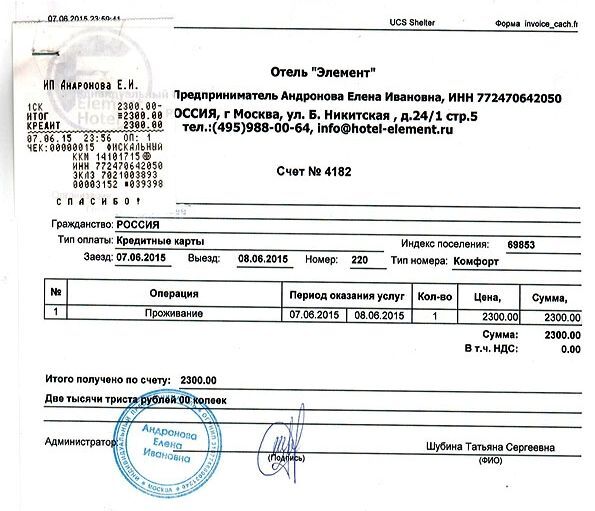 07.06.2015 23:59:41
UCS Shelter
Форма invoice_cach.fr
Отель "Элемент"
Предприниматель Андронова Елена Ивановна, ИНН 772470642050
РОССИЯ, г Москва, ул. Б. Никитская , д.24/1 стр.5
тел.:(495)988-00-64, info@hotel-element.ru
Element
Hotel
ИП Андронова Е.И.
1СК 2300.00-
ИТОГ =2300.00
КРЕДИТ 2300.00
07.06.15 23:56 ОП: 1
ЧЕК:00000015 ФИСКАЛЬНЫЙ
ККМ 14101715
ИНН 772470642050
ЭКЛЗ 7021003893
00003152 #039398
СПАСИБО!
Счет № 4182
Гражданство: РОССИЯ
Тип оплаты: Кредитные карты Индекс поселения: 69853
Заезд: 07.06.2015 Выезд: 08.06.2015 Номер: 220 Тип номера: Комфорт
№ Операция Период оказания услуг Кол-во Цена, Сумма,
1 Проживание 07.06.2015 08.06.2015 1 2300.00 2300.00
Сумма: 2300.00
В т.ч. НДС: 0.00
Итого получено по счету: 2300.00
Две тысячи триста рублей 00 копеек
Администратор
Андронова
Елена
Ивановна
ИНДИВИДУАЛЬНЫЙ
МОСКВА
(Подпись)
Шубина Татьяна Сергеевна
(ФИО)